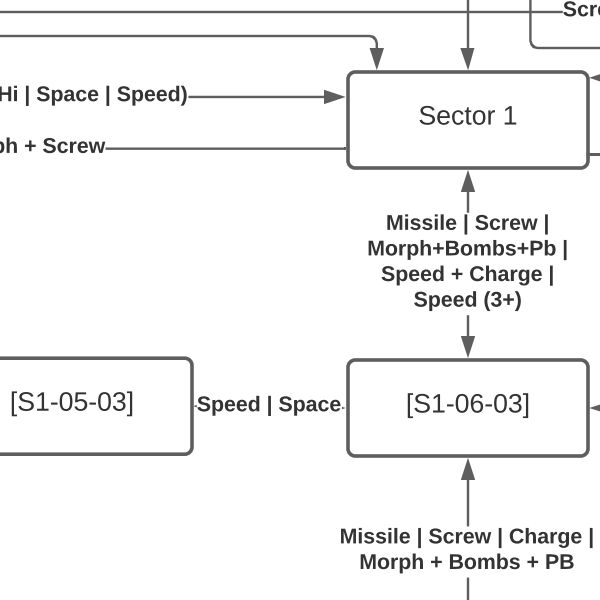 Hi | Space | Speed)
Sector 1
+ Screw
Missile | Screw |
Morph+Bombs+Pb |
Speed + Charge |
Speed (3+)
[S1-05-03]
Speed | Space
[S1-06-03]
Missile | Screw | Charge |
Morph + Bombs + PB